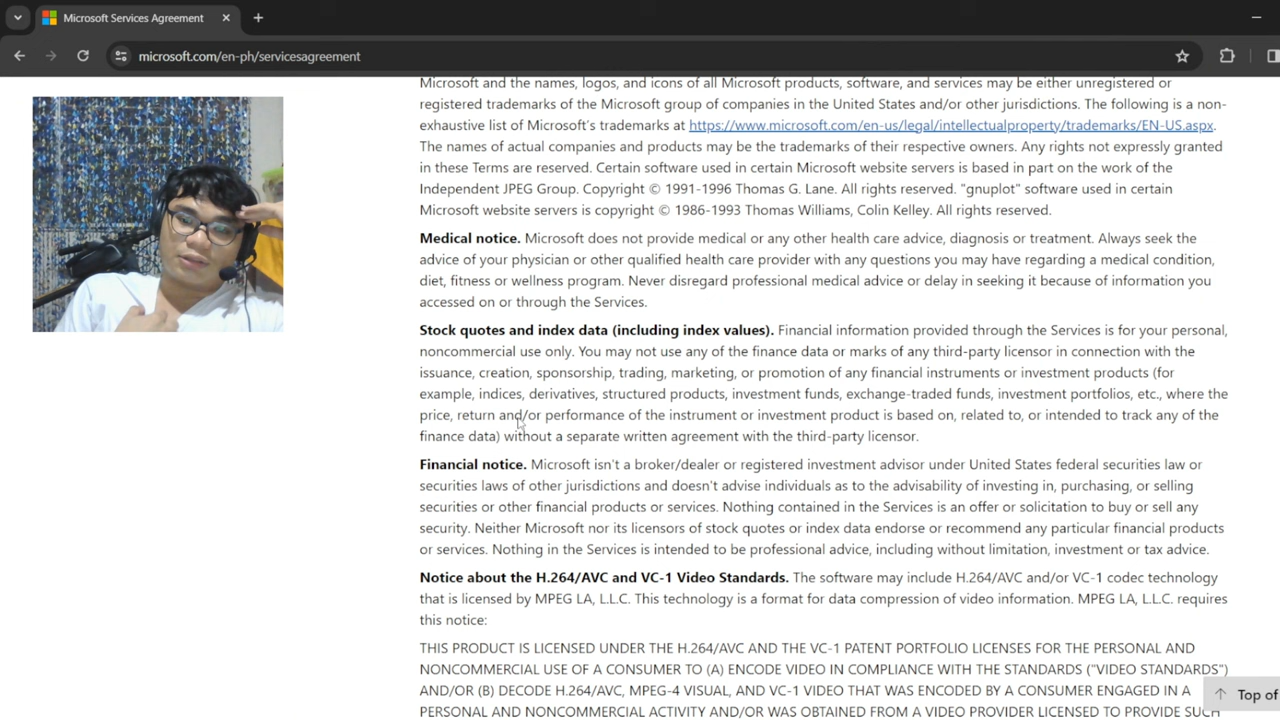 Microsoft Services Agreement
microsoft.com/en-ph/servicesagreement
Microsoft and the names, logos, and icons of all Microsoft products, software, and services may be either unregistered or
registered trademarks of the Microsoft group of companies in the United States and/or other jurisdictions. The following is a non-
exhaustive list of Microsoft's trademarks at https://www.microsoft.com/en-us/legal/intellectualproperty/trademarks/EN-US.aspx.
The names of actual companies and products may be the trademarks of their respective owners. Any rights not expressly granted
in these Terms are reserved. Certain software used in certain Microsoft website servers is based in part on the work of the
Independent JPEG Group. Copyright © 1991-1996 Thomas G. Lane. All rights reserved. "gnuplot" software used in certain
Microsoft website servers is copyright © 1986-1993 Thomas Williams, Colin Kelley. All rights reserved.
Medical notice. Microsoft does not provide medical or any other health care advice, diagnosis or treatment. Always seek the
advice of your physician or other qualified health care provider with any questions you may have regarding a medical condition,
diet, fitness or wellness program. Never disregard professional medical advice or delay in seeking it because of information you
accessed on or through the Services.
Stock quotes and index data (including index values). Financial information provided through the Services is for your personal,
noncommercial use only. You may not use any of the finance data or marks of any third-party licensor in connection with the
issuance, creation, sponsorship, trading, marketing, or promotion of any financial instruments or investment products (for
example, indices, derivatives, structured products, investment funds, exchange-traded funds, investment portfolios, etc., where the
price, return and/or performance of the instrument or investment product is based on, related to, or intended to track any of the
finance data) without a separate written agreement with the third-party licensor.
Financial notice. Microsoft isn't a broker/dealer or registered investment advisor under United States federal securities law or
securities laws of other jurisdictions and doesn't advise individuals as to the advisability of investing in, purchasing, or selling
securities or other financial products or services. Nothing contained in the Services is an offer or solicitation to buy or sell any
security. Neither Microsoft nor its licensors of stock quotes or index data endorse or recommend any particular financial products
or services. Nothing in the Services is intended to be professional advice, including without limitation, investment or tax advice.
Notice about the H.264/AVC and VC-1 Video Standards. The software may include H.264/AVC and/or VC-1 codec technology
that is licensed by MPEG LA, L.L.C. This technology is a format for data compression of video information. MPEG LA, L.L.C. requires
this notice:
THIS PRODUCT IS LICENSED UNDER THE H.264/AVC AND THE VC-1 PATENT PORTFOLIO LICENSES FOR THE PERSONAL AND
NONCOMMERCIAL USE OF A CONSUMER TO (A) ENCODE VIDEO IN COMPLIANCE WITH THE STANDARDS ("VIDEO STANDARDS")
AND/OR (B) DECODE H.264/AVC, MPEG-4 VISUAL, AND VC-1 VIDEO THAT WAS ENCODED BY A CONSUMER ENGAGED IN A
PERSONAL AND NONCOMMERCIAL ACTIVITY AND/OR WAS OBTAINED FROM A VIDEO PROVIDER LICENSED TO PROVIDE SUCH
Top of